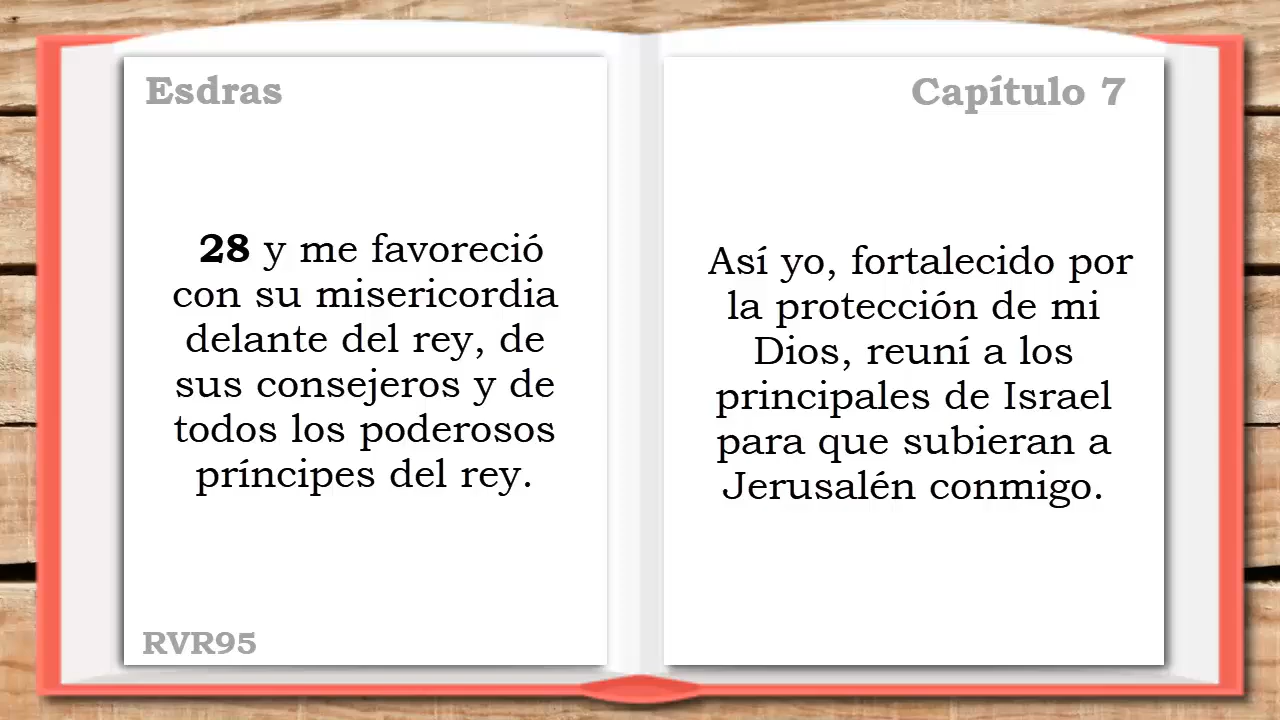 Esdras
28 y me favoreció
con su misericordia
delante del rey, de
sus consejeros y de
todos los poderosos
príncipes del rey.
RVR95
Capítulo 7
Así yo, fortalecido por
la protección de mi
Dios, reuní a los
principales de Israel
para que subieran a
Jerusalén conmigo.